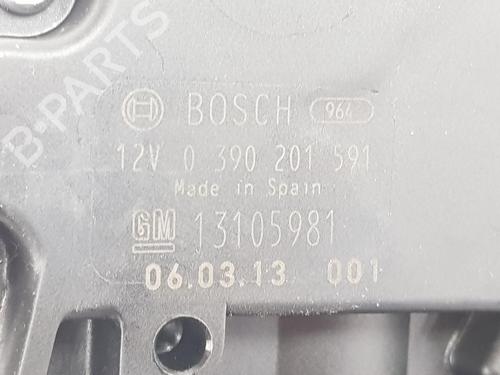 BOSCH 964
12V 0 390 201 591
Made in Spain
GM 13105981
06.03.13 001
B-PARTS